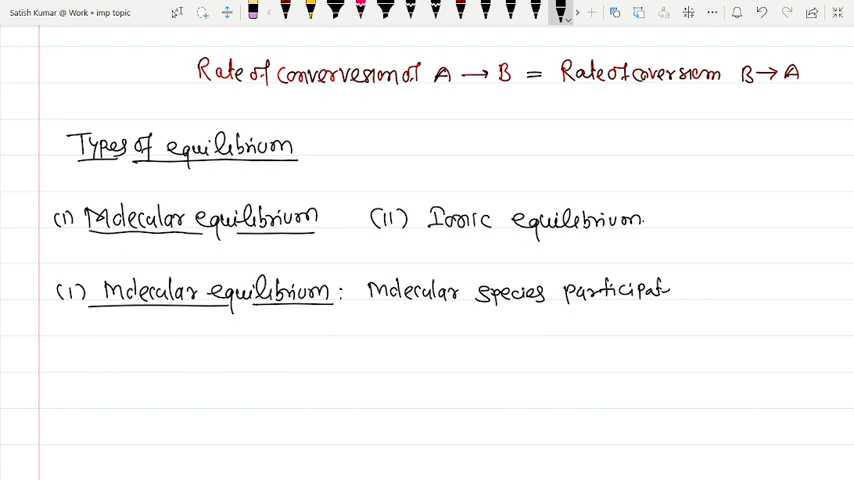 Satish Kumar @ Work » imp topic
Rate of converversion of A → B = Rate of coversion B → A
Types of equilibrium
(i) Molecular equilibrium (ii) Ionic equilibrium.
(i) Molecular equilibrium : Molecular species participat